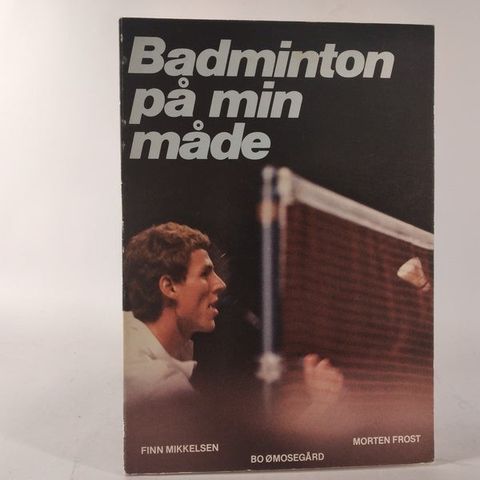 Badminton
på min
måde
FINN MIKKELSEN
BO ØMOSEGÅRD
MORTEN FROST